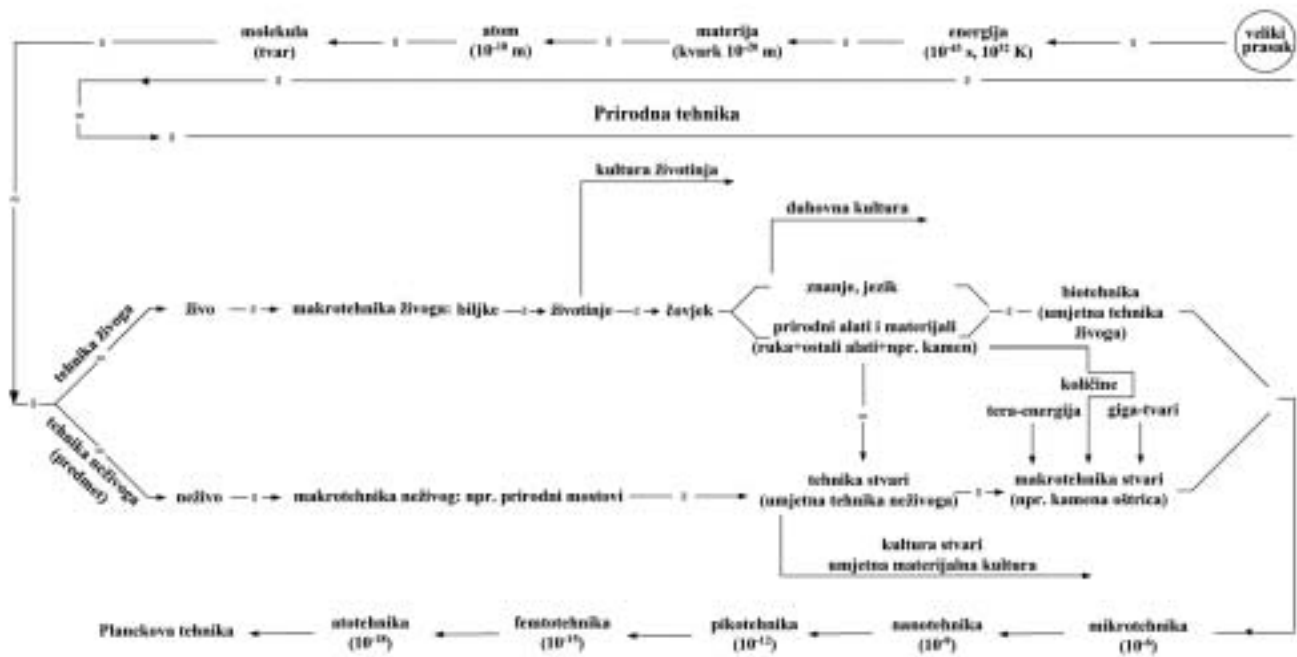 veliki
prasak
energija
(10⁻⁴³ s, 10³² K)
materija
(kvark 10⁻²⁰ m)
atom
(10⁻¹⁰ m)
molekula
(tvar)
Prirodna tehnika
kultura životinja
duhovna kultura
tehnika živoga
živo
makrotehnika živoga: biljke
životinje
čovjek
znanje, jezik
prirodni alati i materijali
(ruka+ostali alati+npr. kamen)
biotehnika
(umjetna tehnika
živoga)
količine
tera-energija
giga-tvari
tehnika neživoga
(predmet)
neživo
makrotehnika neživog: npr. prirodni mostovi
tehnika stvari
(umjetna tehnika neživoga)
makrotehnika stvari
(npr. kamena oštrica)
kultura stvari
umjetna materijalna kultura
Planckova tehnika
atotehnika
(10⁻¹⁸)
femtotehnika
(10⁻¹⁵)
pikotehnika
(10⁻¹²)
nanotehnika
(10⁻⁹)
mikrotehnika
(10⁻⁶)